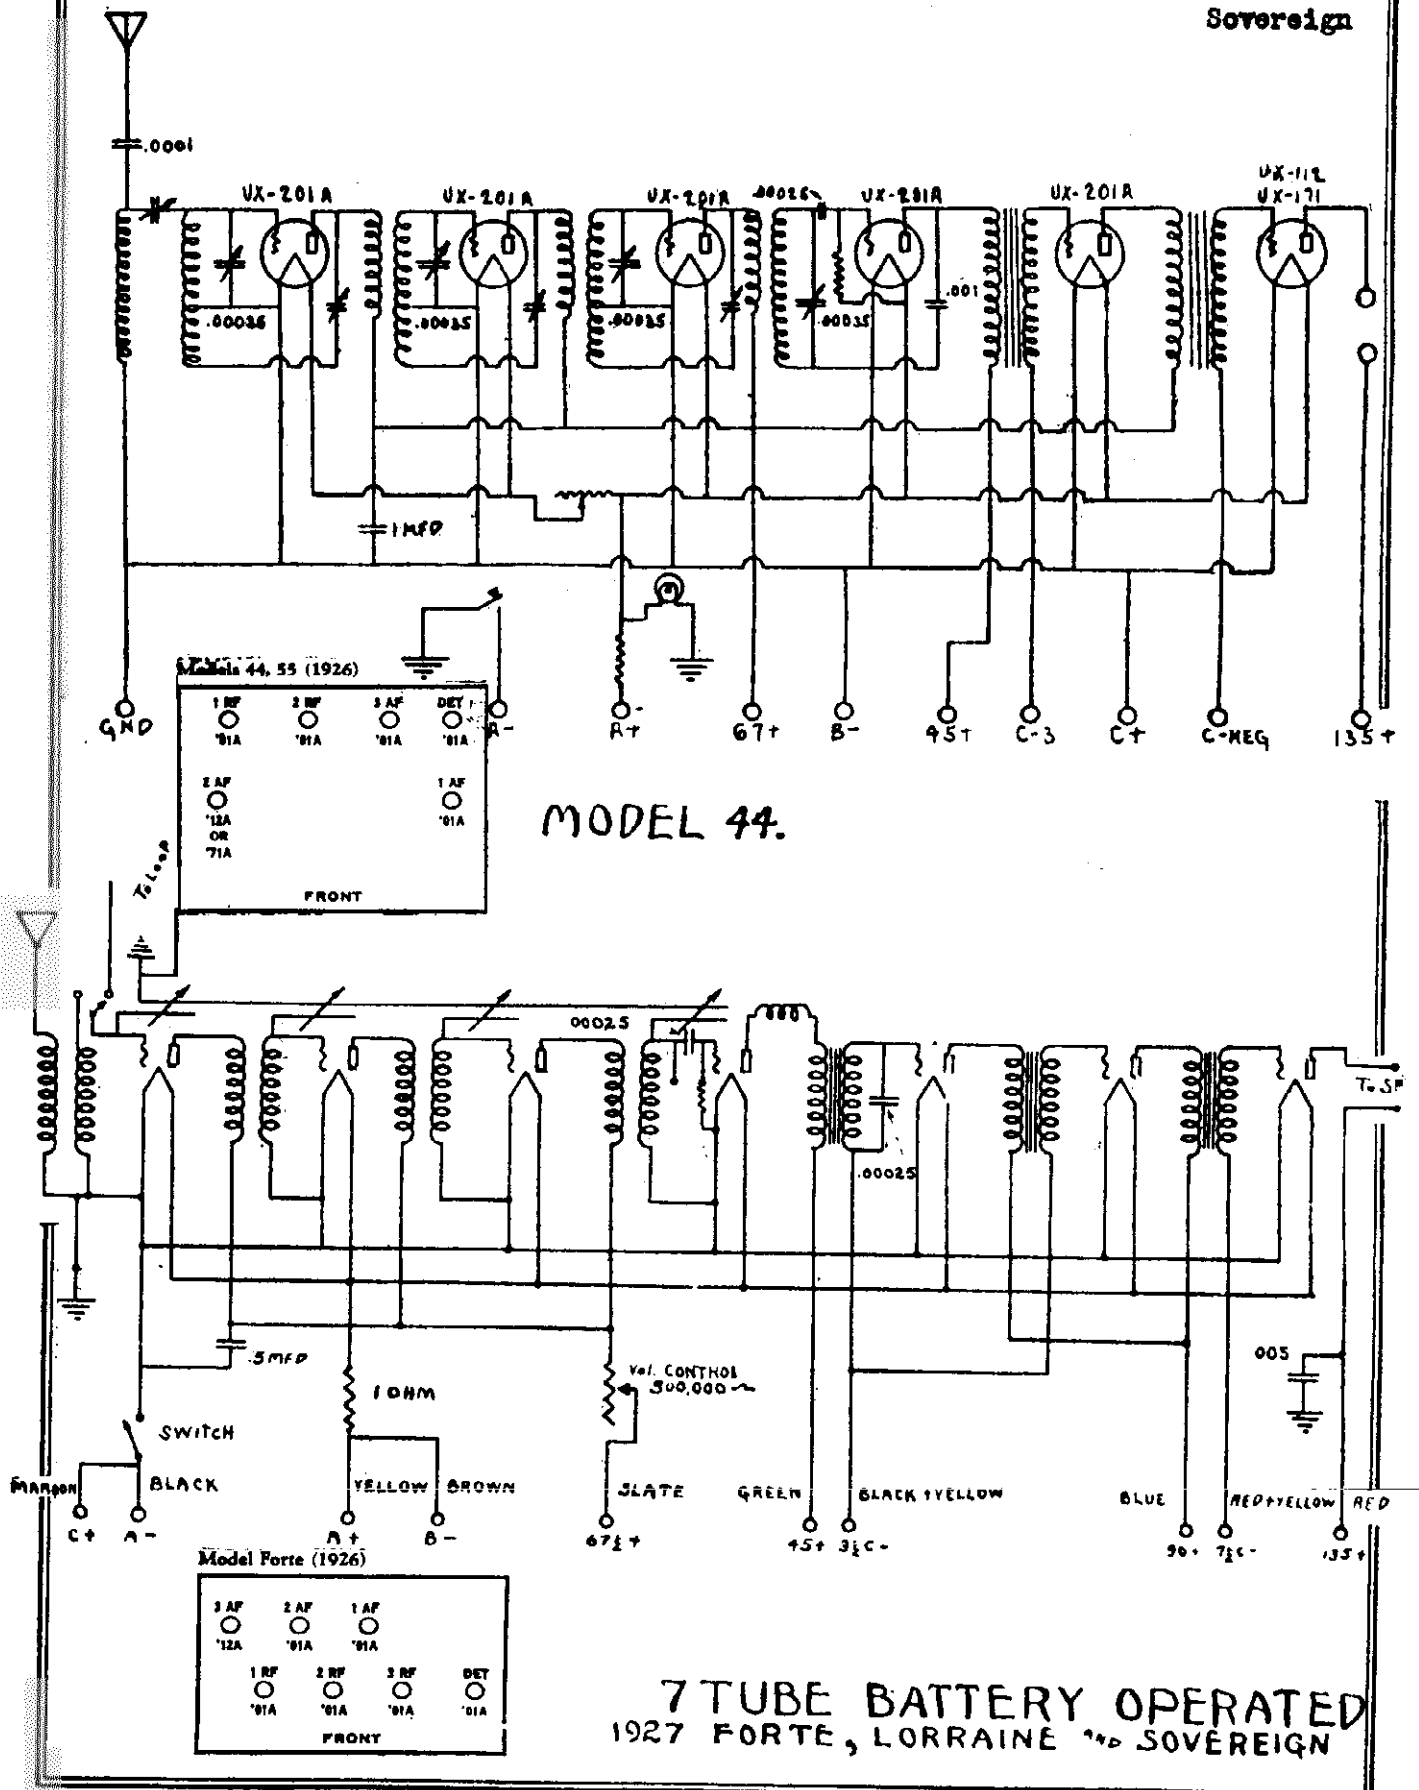 Sovereign
.0001
UX-201A
UX-201A
UX-201A
.00025
UX-201A
UX-201A
UX-112
UX-171
.00025
.00025
.00025
.00025
.001
1 MFD
Models 44, 55 (1926)
GND
A-
A+
67+
B-
45+
C-3
C+
C-NEG
135+
1 RF
2 RF
3 AF
DET
'01A
'01A
'01A
'01A
2 AF
1 AF
'12A
'01A
OR
'71A
FRONT
MODEL 44.
To Loop
00025
To SP
.00025
.5 MFD
1 OHM
Vol. CONTROL
500,000~
005
SWITCH
MAROON
BLACK
YELLOW
BROWN
SLATE
GREEN
BLACK+YELLOW
BLUE
RED+YELLOW
RED
C+
A-
A+
B-
67½+
45+
3½C-
90+
7½C-
135+
Model Forte (1926)
3 AF
2 AF
1 AF
'12A
'01A
'01A
1 RF
2 RF
3 RF
DET
'01A
'01A
'01A
'01A
FRONT
7 TUBE BATTERY OPERATED
1927 FORTE, LORRAINE AND SOVEREIGN